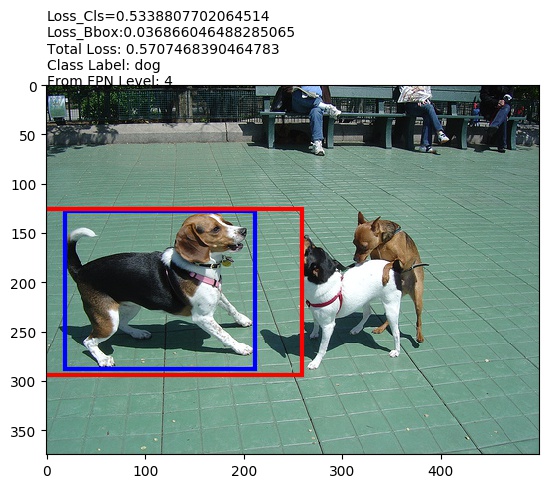 Loss_Cls=0.5338807702064514
Loss_Bbox:0.036866046488285065
Total Loss: 0.5707468390464783
Class Label: dog
From FPN Level: 4
0
50
100
150
200
250
300
350
0 100 200 300 400